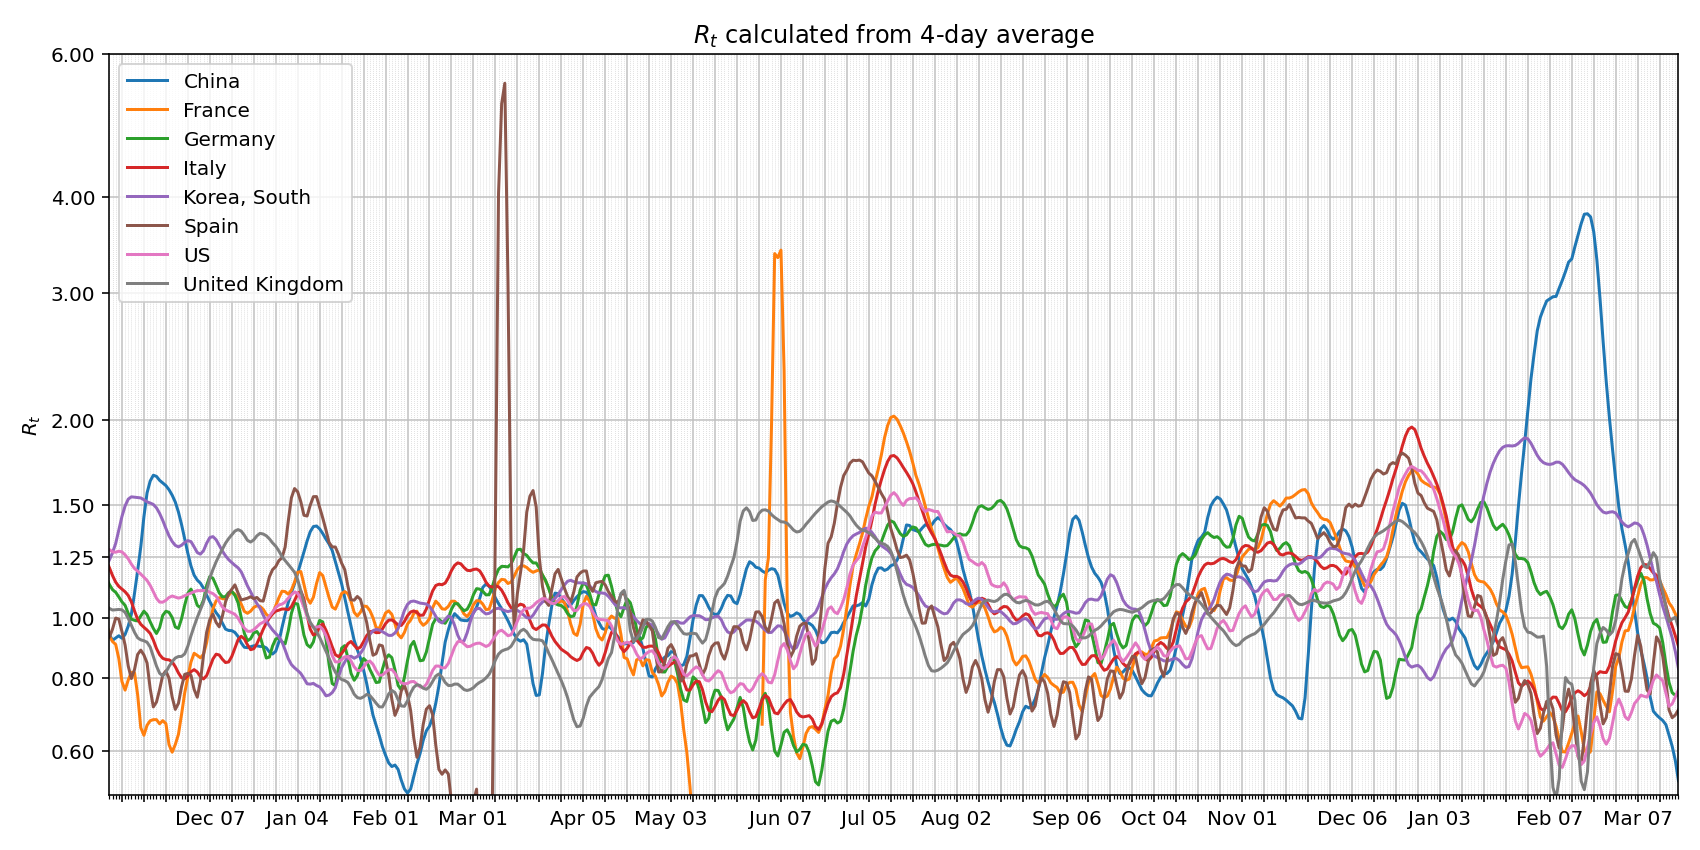 Rt calculated from 4-day average
6.00
4.00
3.00
2.00
1.50
1.25
1.00
0.80
0.60
Rt
China
France
Germany
Italy
Korea, South
Spain
US
United Kingdom
Dec 07 Jan 04 Feb 01 Mar 01 Apr 05 May 03 Jun 07 Jul 05 Aug 02 Sep 06 Oct 04 Nov 01 Dec 06 Jan 03 Feb 07 Mar 07